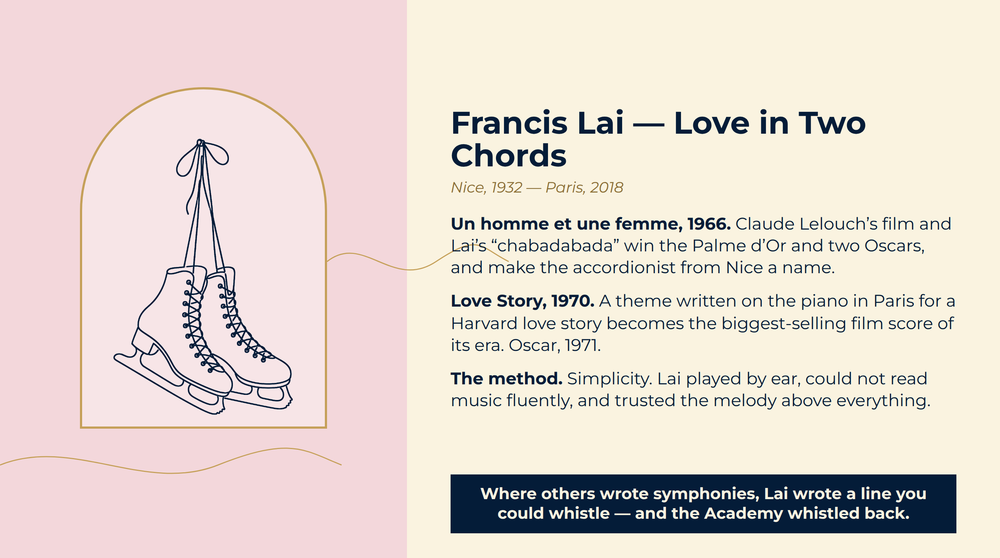 Francis Lai — Love in Two
Chords
Nice, 1932 — Paris, 2018
Un homme et une femme, 1966. Claude Lelouch’s film and
Lai’s “chabadabada” win the Palme d’Or and two Oscars,
and make the accordionist from Nice a name.
Love Story, 1970. A theme written on the piano in Paris for a
Harvard love story becomes the biggest-selling film score of
its era. Oscar, 1971.
The method. Simplicity. Lai played by ear, could not read
music fluently, and trusted the melody above everything.
Where others wrote symphonies, Lai wrote a line you
could whistle — and the Academy whistled back.